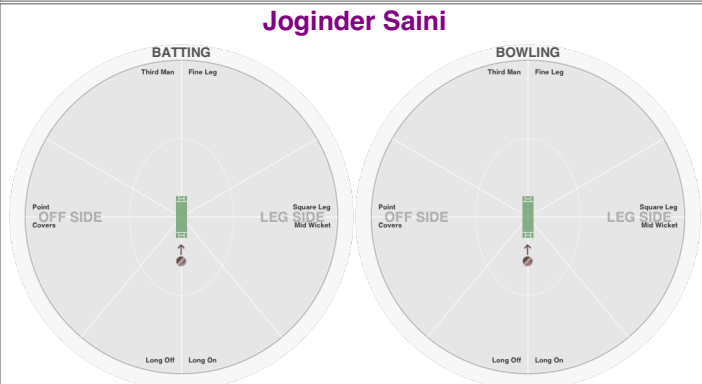 Joginder Saini
BATTING
Third Man Fine Leg
Point
OFF SIDE
Covers
Square Leg
LEG SIDE
Mid Wicket
Long Off Long On
BOWLING
Third Man Fine Leg
Point
OFF SIDE
Covers
Square Leg
LEG SIDE
Mid Wicket
Long Off Long On